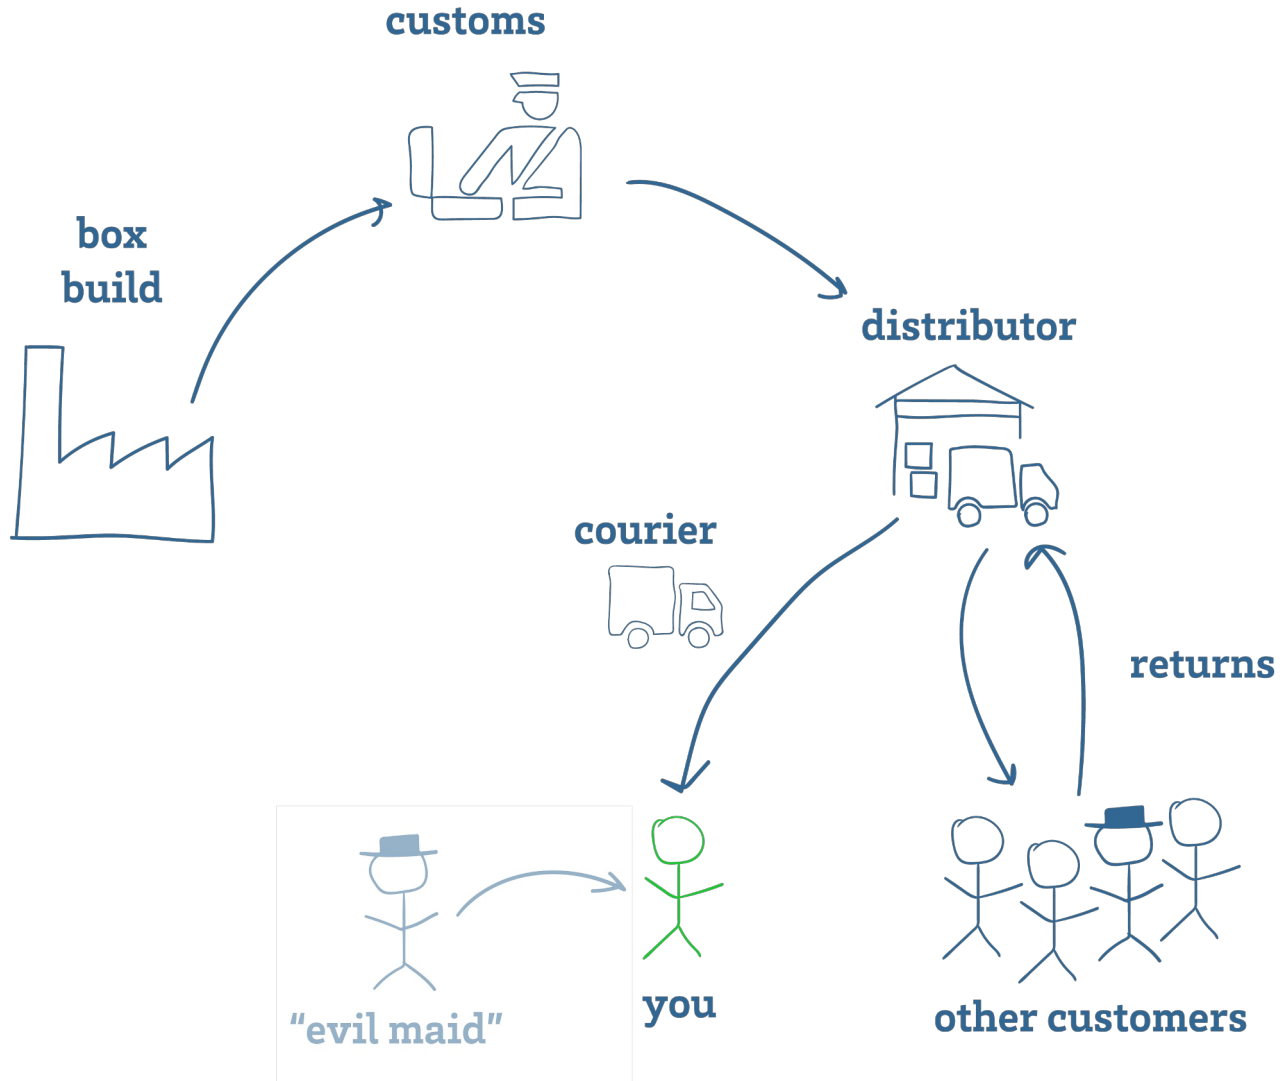 customs
box
build
distributor
courier
returns
"evil maid"
you
other customers